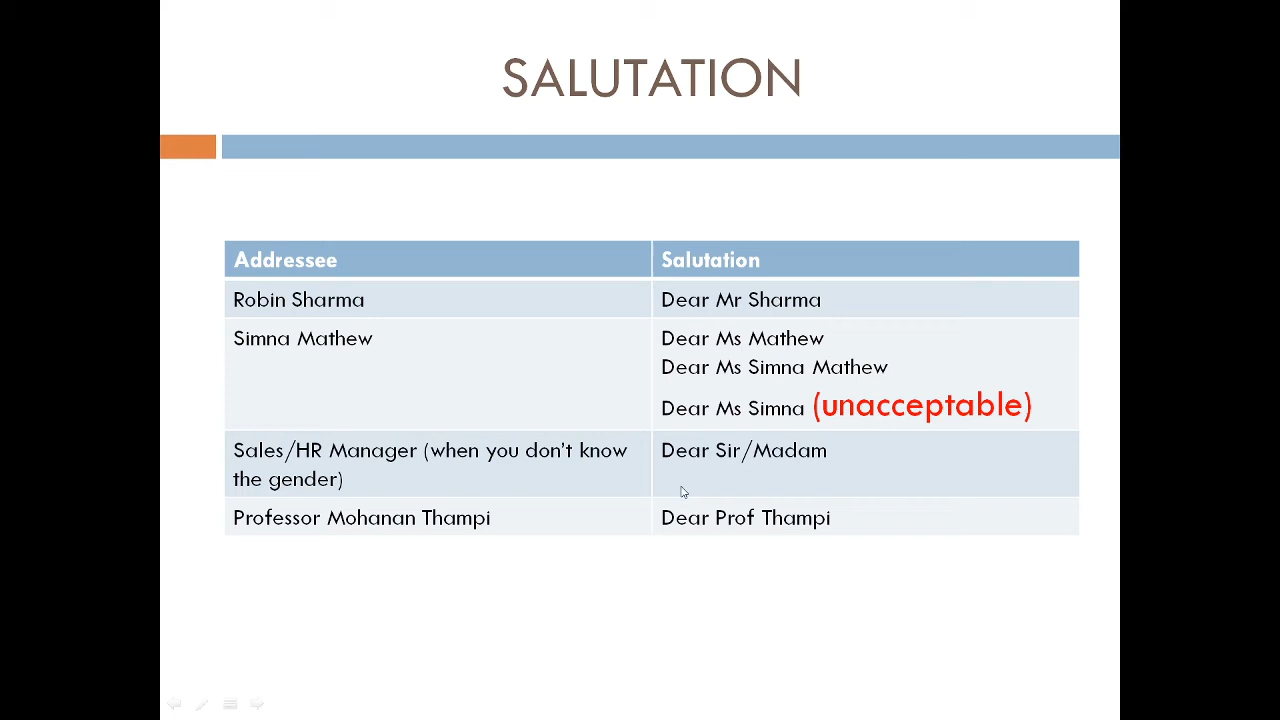 SALUTATION
Addressee
Salutation
Robin Sharma
Dear Mr Sharma
Simna Mathew
Dear Ms Mathew
Dear Ms Simna Mathew
Dear Ms Simna (unacceptable)
Sales/HR Manager (when you don't know
the gender)
Dear Sir/Madam
Professor Mohanan Thampi
Dear Prof Thampi